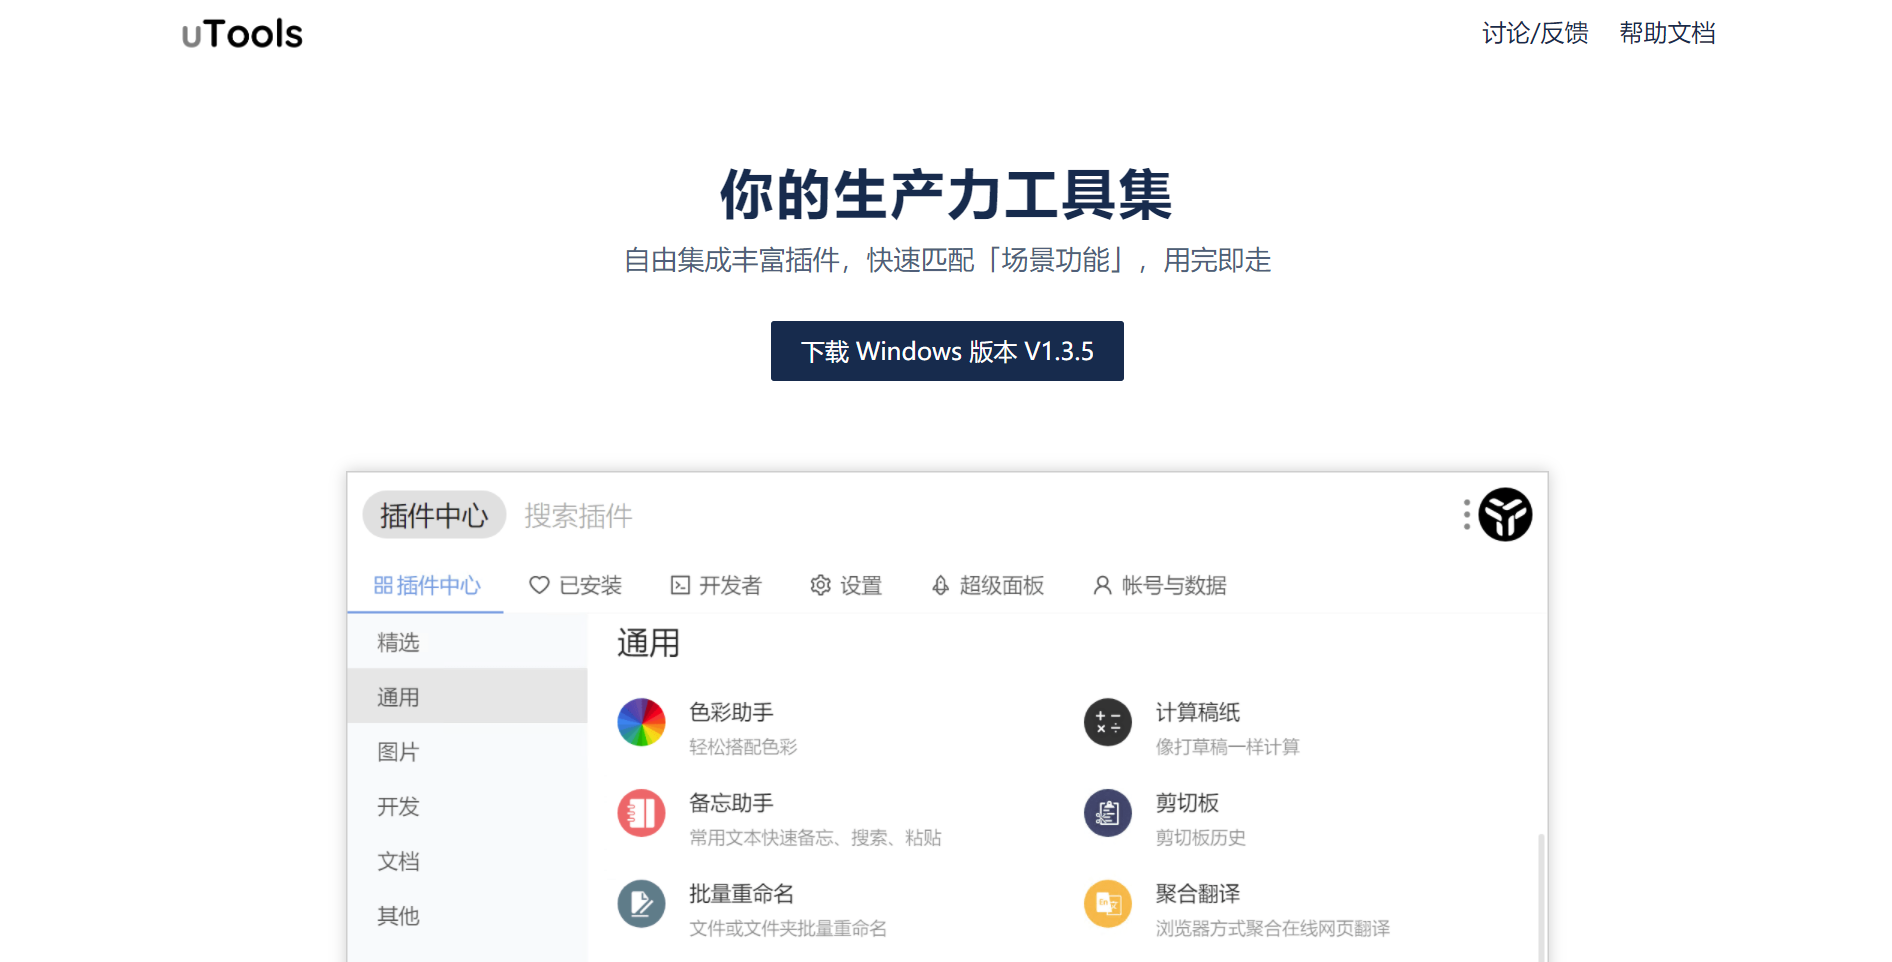 uTools
讨论/反馈
帮助文档
你的生产力工具集
自由集成丰富插件，快速匹配「场景功能」，用完即走
下载 Windows 版本 V1.3.5
插件中心
搜索插件
插件中心
已安装
开发者
设置
超级面板
帐号与数据
精选
通用
图片
开发
文档
其他
通用
色彩助手
轻松搭配色彩
计算稿纸
像打草稿一样计算
备忘助手
常用文本快速备忘、搜索、粘贴
剪切板
剪切板历史
批量重命名
文件或文件夹批量重命名
聚合翻译
浏览器方式聚合在线网页翻译